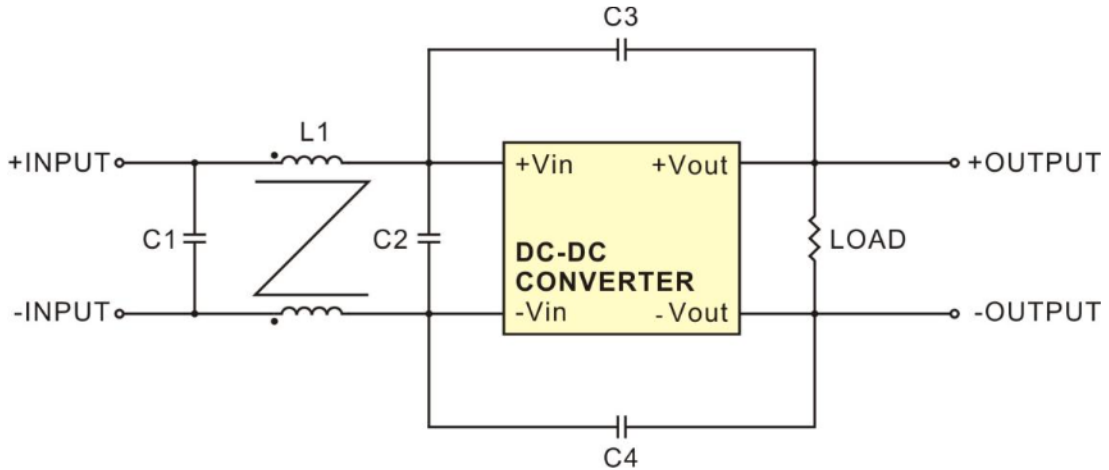 C3
L1
+INPUT
+Vin
+Vout
+OUTPUT
C1
C2
DC-DC
CONVERTER
LOAD
-INPUT
-Vin
-Vout
-OUTPUT
C4